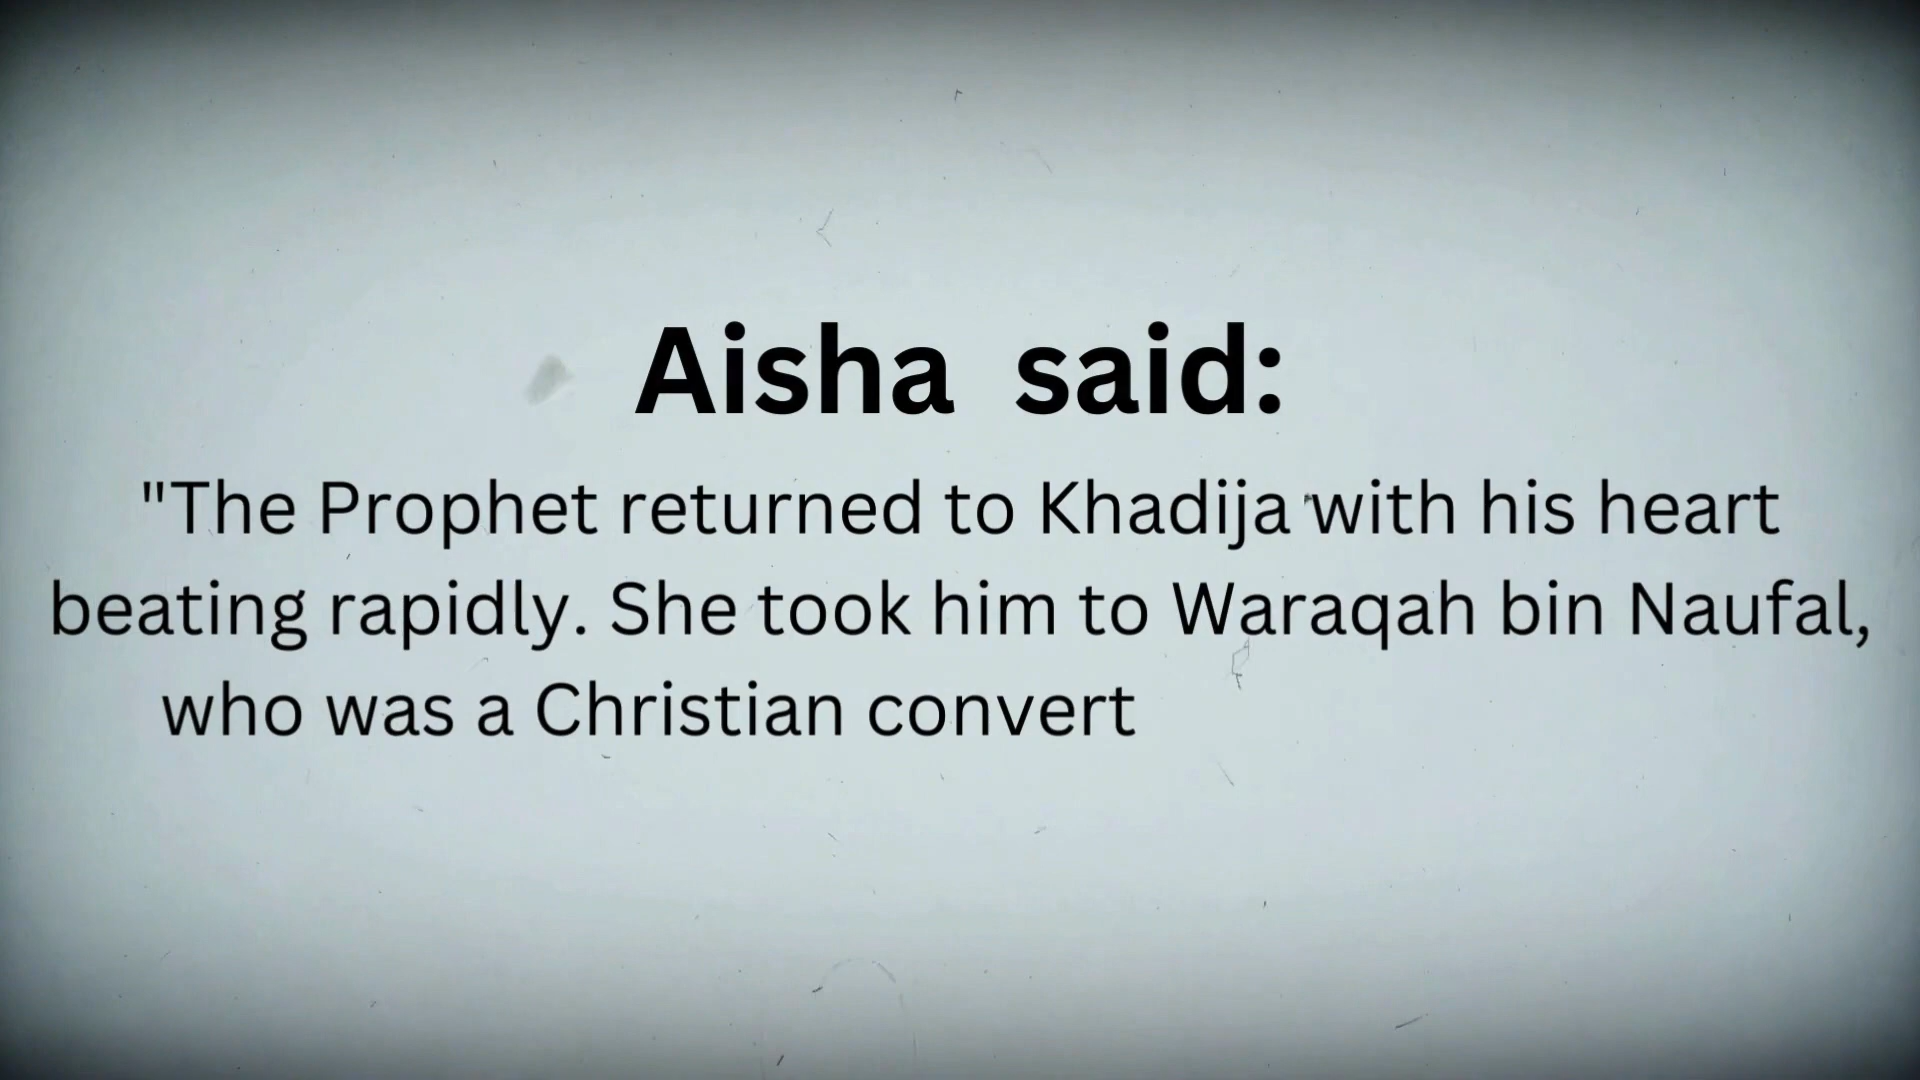 Aisha said:
"The Prophet returned to Khadija with his heart
beating rapidly. She took him to Waraqah bin Naufal,
who was a Christian convert